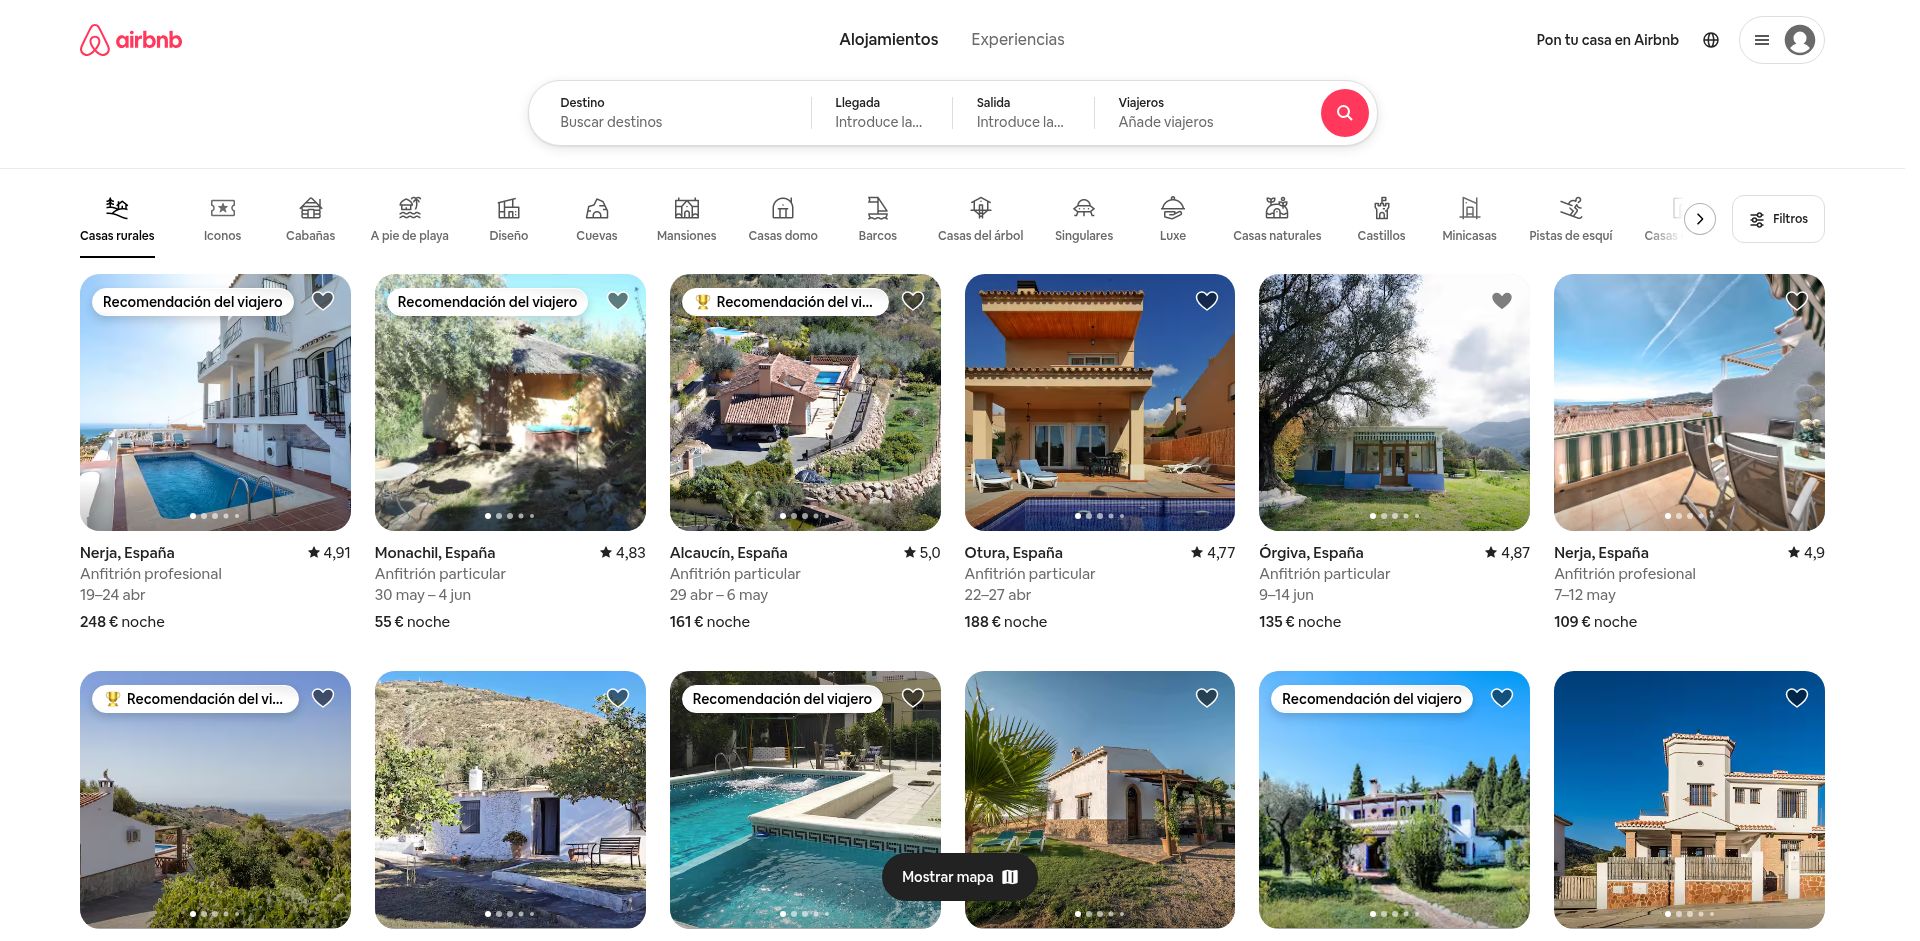 airbnb
Alojamientos
Experiencias
Pon tu casa en Airbnb
Destino
Buscar destinos
Llegada
Introduce la...
Salida
Introduce la...
Viajeros
Añade viajeros
Casas rurales
Iconos
Cabañas
A pie de playa
Diseño
Cuevas
Mansiones
Casas domo
Barcos
Casas del árbol
Singulares
Luxe
Casas naturales
Castillos
Minicasas
Pistas de esquí
Casas
Filtros
Recomendación del viajero
Recomendación del viajero
Recomendación del vi...
Nerja, España
4,91
Anfitrión profesional
19–24 abr
248 € noche
Monachil, España
4,83
Anfitrión particular
30 may – 4 jun
55 € noche
Alcaucín, España
5,0
Anfitrión particular
29 abr – 6 may
161 € noche
Otura, España
4,77
Anfitrión particular
22–27 abr
188 € noche
Órgiva, España
4,87
Anfitrión particular
9–14 jun
135 € noche
Nerja, España
4,9
Anfitrión profesional
7–12 may
109 € noche
Recomendación del vi...
Recomendación del viajero
Recomendación del viajero
Mostrar mapa